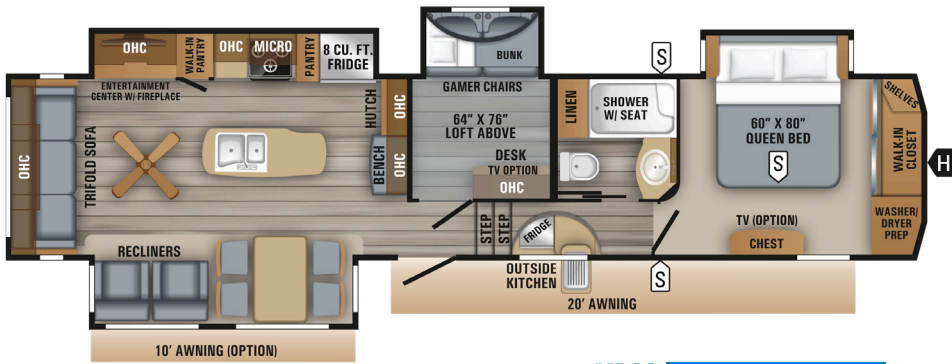 OHC
WALK-IN
PANTRY
OHC
MICRO
PANTRY
8 CU. FT.
FRIDGE
ENTERTAINMENT
CENTER W/ FIREPLACE
OHC
TRIFOLD SOFA
HUTCH
OHC
BENCH
OHC
RECLINERS
10' AWNING (OPTION)
BUNK
GAMER CHAIRS
64" X 76"
LOFT ABOVE
DESK
TV OPTION
OHC
STEP
STEP
FRIDGE
OUTSIDE
KITCHEN
20' AWNING
LINEN
SHOWER
W/ SEAT
S
60" X 80"
QUEEN BED
S
SHELVES
WALK-IN
CLOSET
H
WASHER/
DRYER
PREP
TV (OPTION)
CHEST
S